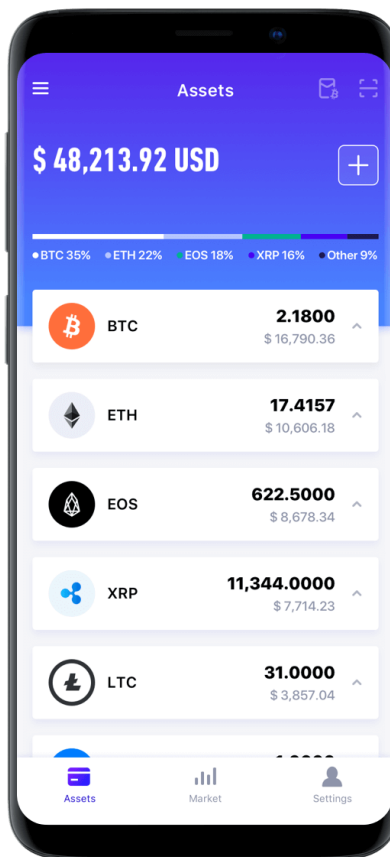 Assets
$ 48,213.92 USD
BTC 35% ETH 22% EOS 18% XRP 16% Other 9%
BTC 2.1800
$ 16,790.36
ETH 17.4157
$ 10,606.18
EOS 622.5000
$ 8,678.34
XRP 11,344.0000
$ 7,714.23
LTC 31.0000
$ 3,857.04
Assets Market Settings